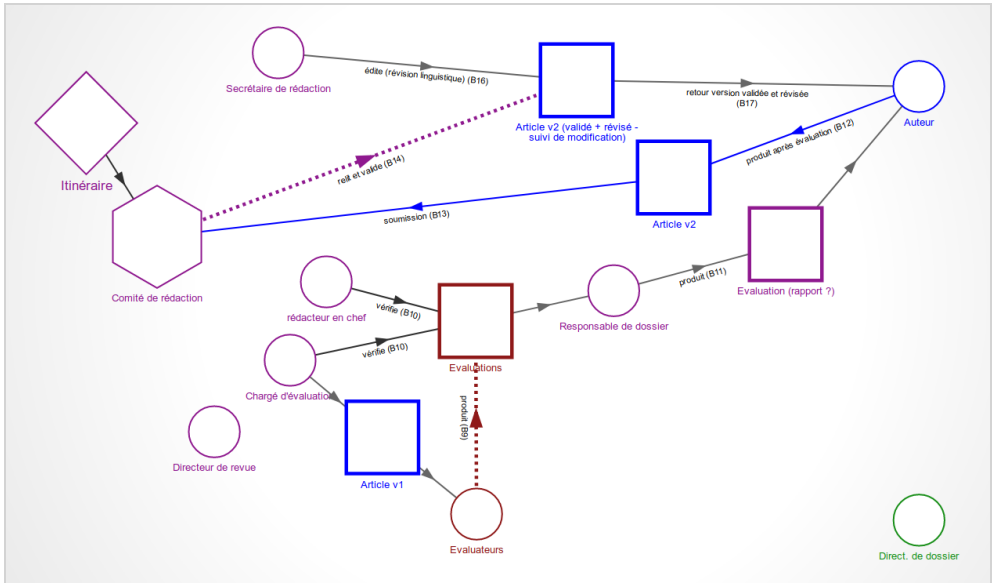 Secrétaire de rédaction
édite (révision linguistique) (B16)
retour version validée et révisée
(B17)
Auteur
Article v2 (validé + révisé -
suivi de modification)
produit après évaluation (B12)
relit et valide (B14)
Itinéraire
Article v2
soumission (B13)
Comité de rédaction
produit (B11)
Evaluation (rapport ?)
rédacteur en chef
vérifie (B10)
Responsable de dossier
vérifie (B10)
Evaluations
Chargé d'évaluation
produit (B9)
Directeur de revue
Article v1
Evaluateurs
Direct. de dossier